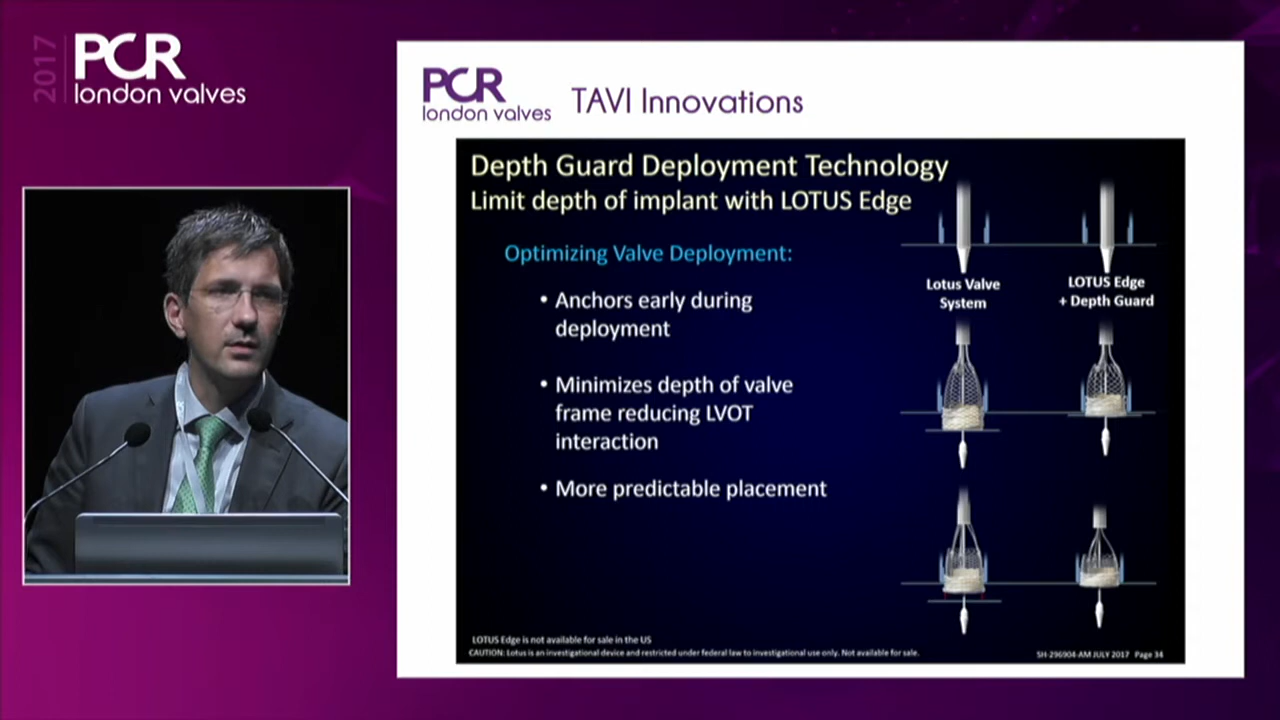 2017
PCR
london valves
PCR
london valves
TAVI Innovations
Depth Guard Deployment Technology
Limit depth of implant with LOTUS Edge
Optimizing Valve Deployment:
• Anchors early during
deployment
• Minimizes depth of valve
frame reducing LVOT
interaction
• More predictable placement
Lotus Valve
System
LOTUS Edge
+ Depth Guard
LOTUS Edge is not available for sale in the US
CAUTION: Lotus is an investigational device and restricted under federal law to investigational use only. Not available for sale.
SH-296904-AM JULY 2017 Page 34